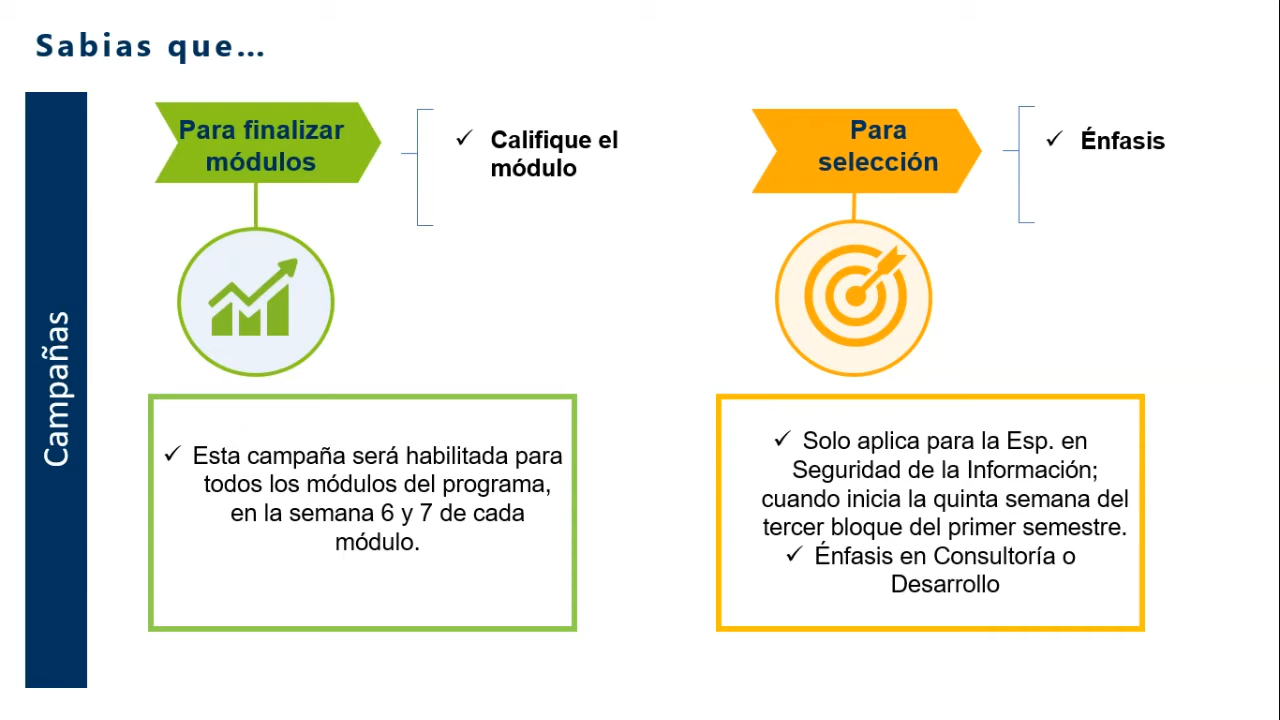 Sabias que...
Campañas
Para finalizar
módulos
✓ Califique el
módulo
Para
selección
✓ Énfasis
✓ Esta campaña será habilitada para
todos los módulos del programa,
en la semana 6 y 7 de cada
módulo.
✓ Solo aplica para la Esp. en
Seguridad de la Información;
cuando inicia la quinta semana del
tercer bloque del primer semestre.
✓ Énfasis en Consultoría o
Desarrollo